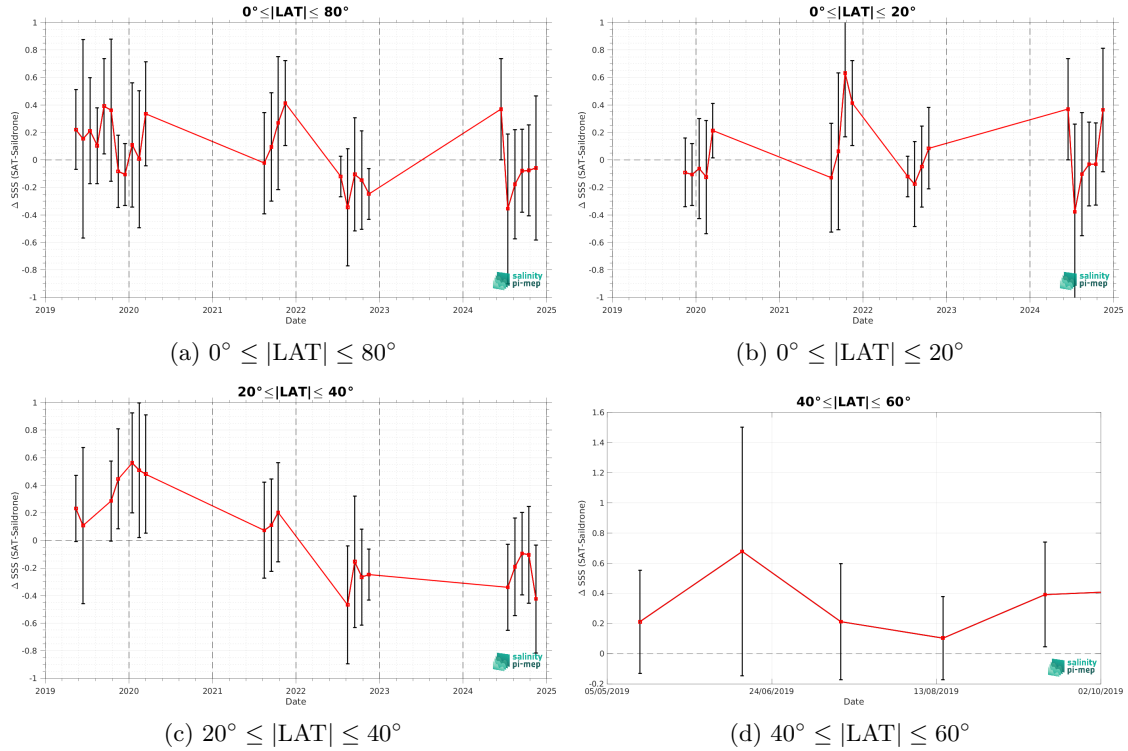 0°≤|LAT|≤ 80°
1
0.8
0.6
0.4
0.2
0
-0.2
-0.4
-0.6
-0.8
-1
Δ SSS (SAT-Saildrone)
2019 2020 2021 2022 2023 2024 2025
Date
salinity
pi-mep
(a) 0° ≤ |LAT| ≤ 80°
0°≤|LAT|≤ 20°
1
0.8
0.6
0.4
0.2
0
-0.2
-0.4
-0.6
-0.8
-1
Δ SSS (SAT-Saildrone)
2020 2021 2022 2023 2024 2025
Date
salinity
pi-mep
(b) 0° ≤ |LAT| ≤ 20°
20°≤|LAT|≤ 40°
1
0.8
0.6
0.4
0.2
0
-0.2
-0.4
-0.6
-0.8
-1
Δ SSS (SAT-Saildrone)
2019 2020 2021 2022 2023 2024 2025
Date
salinity
pi-mep
(c) 20° ≤ |LAT| ≤ 40°
40°≤|LAT|≤ 60°
1.6
1.4
1.2
1
0.8
0.6
0.4
0.2
0
-0.2
Δ SSS (SAT-Saildrone)
05/05/2019 24/06/2019 13/08/2019 02/10/2019
Date
salinity
pi-mep
(d) 40° ≤ |LAT| ≤ 60°